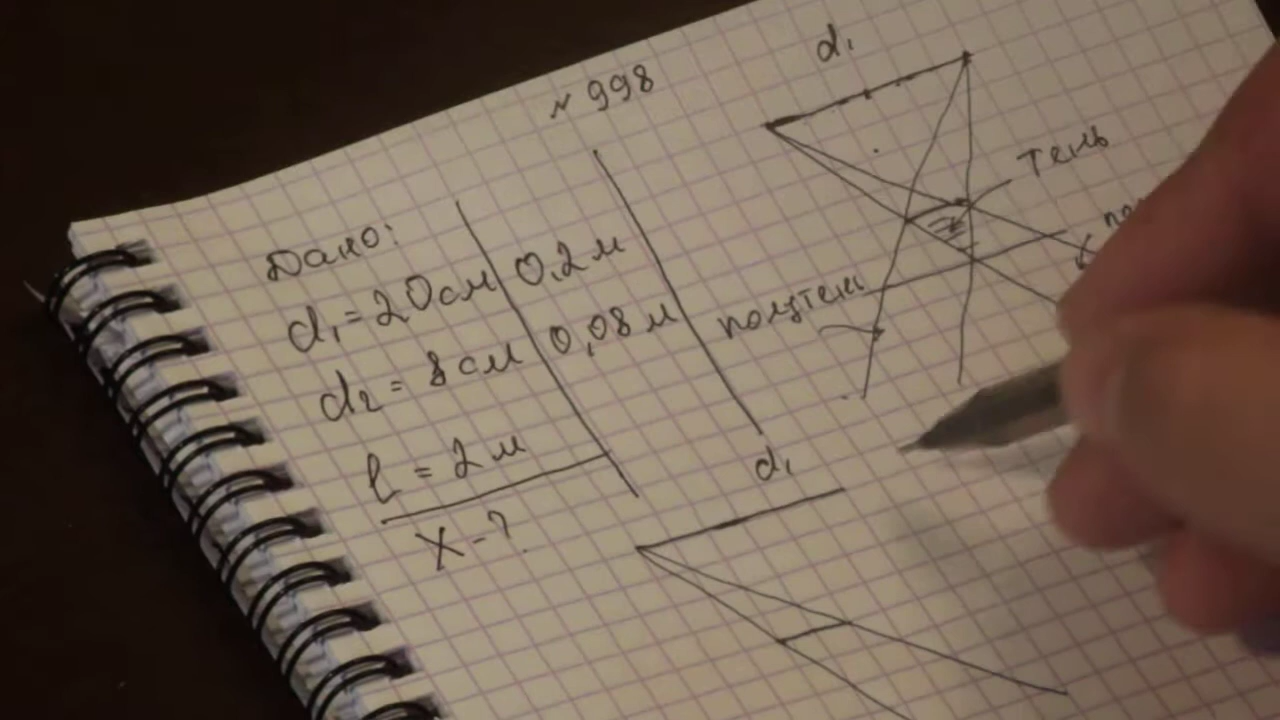 № 998
Дано:
d₁ = 20 см 0,2 м
d₂ = 8 см 0,08 м
l = 2 м
X - ?
d₁
тень
полутень
d₁